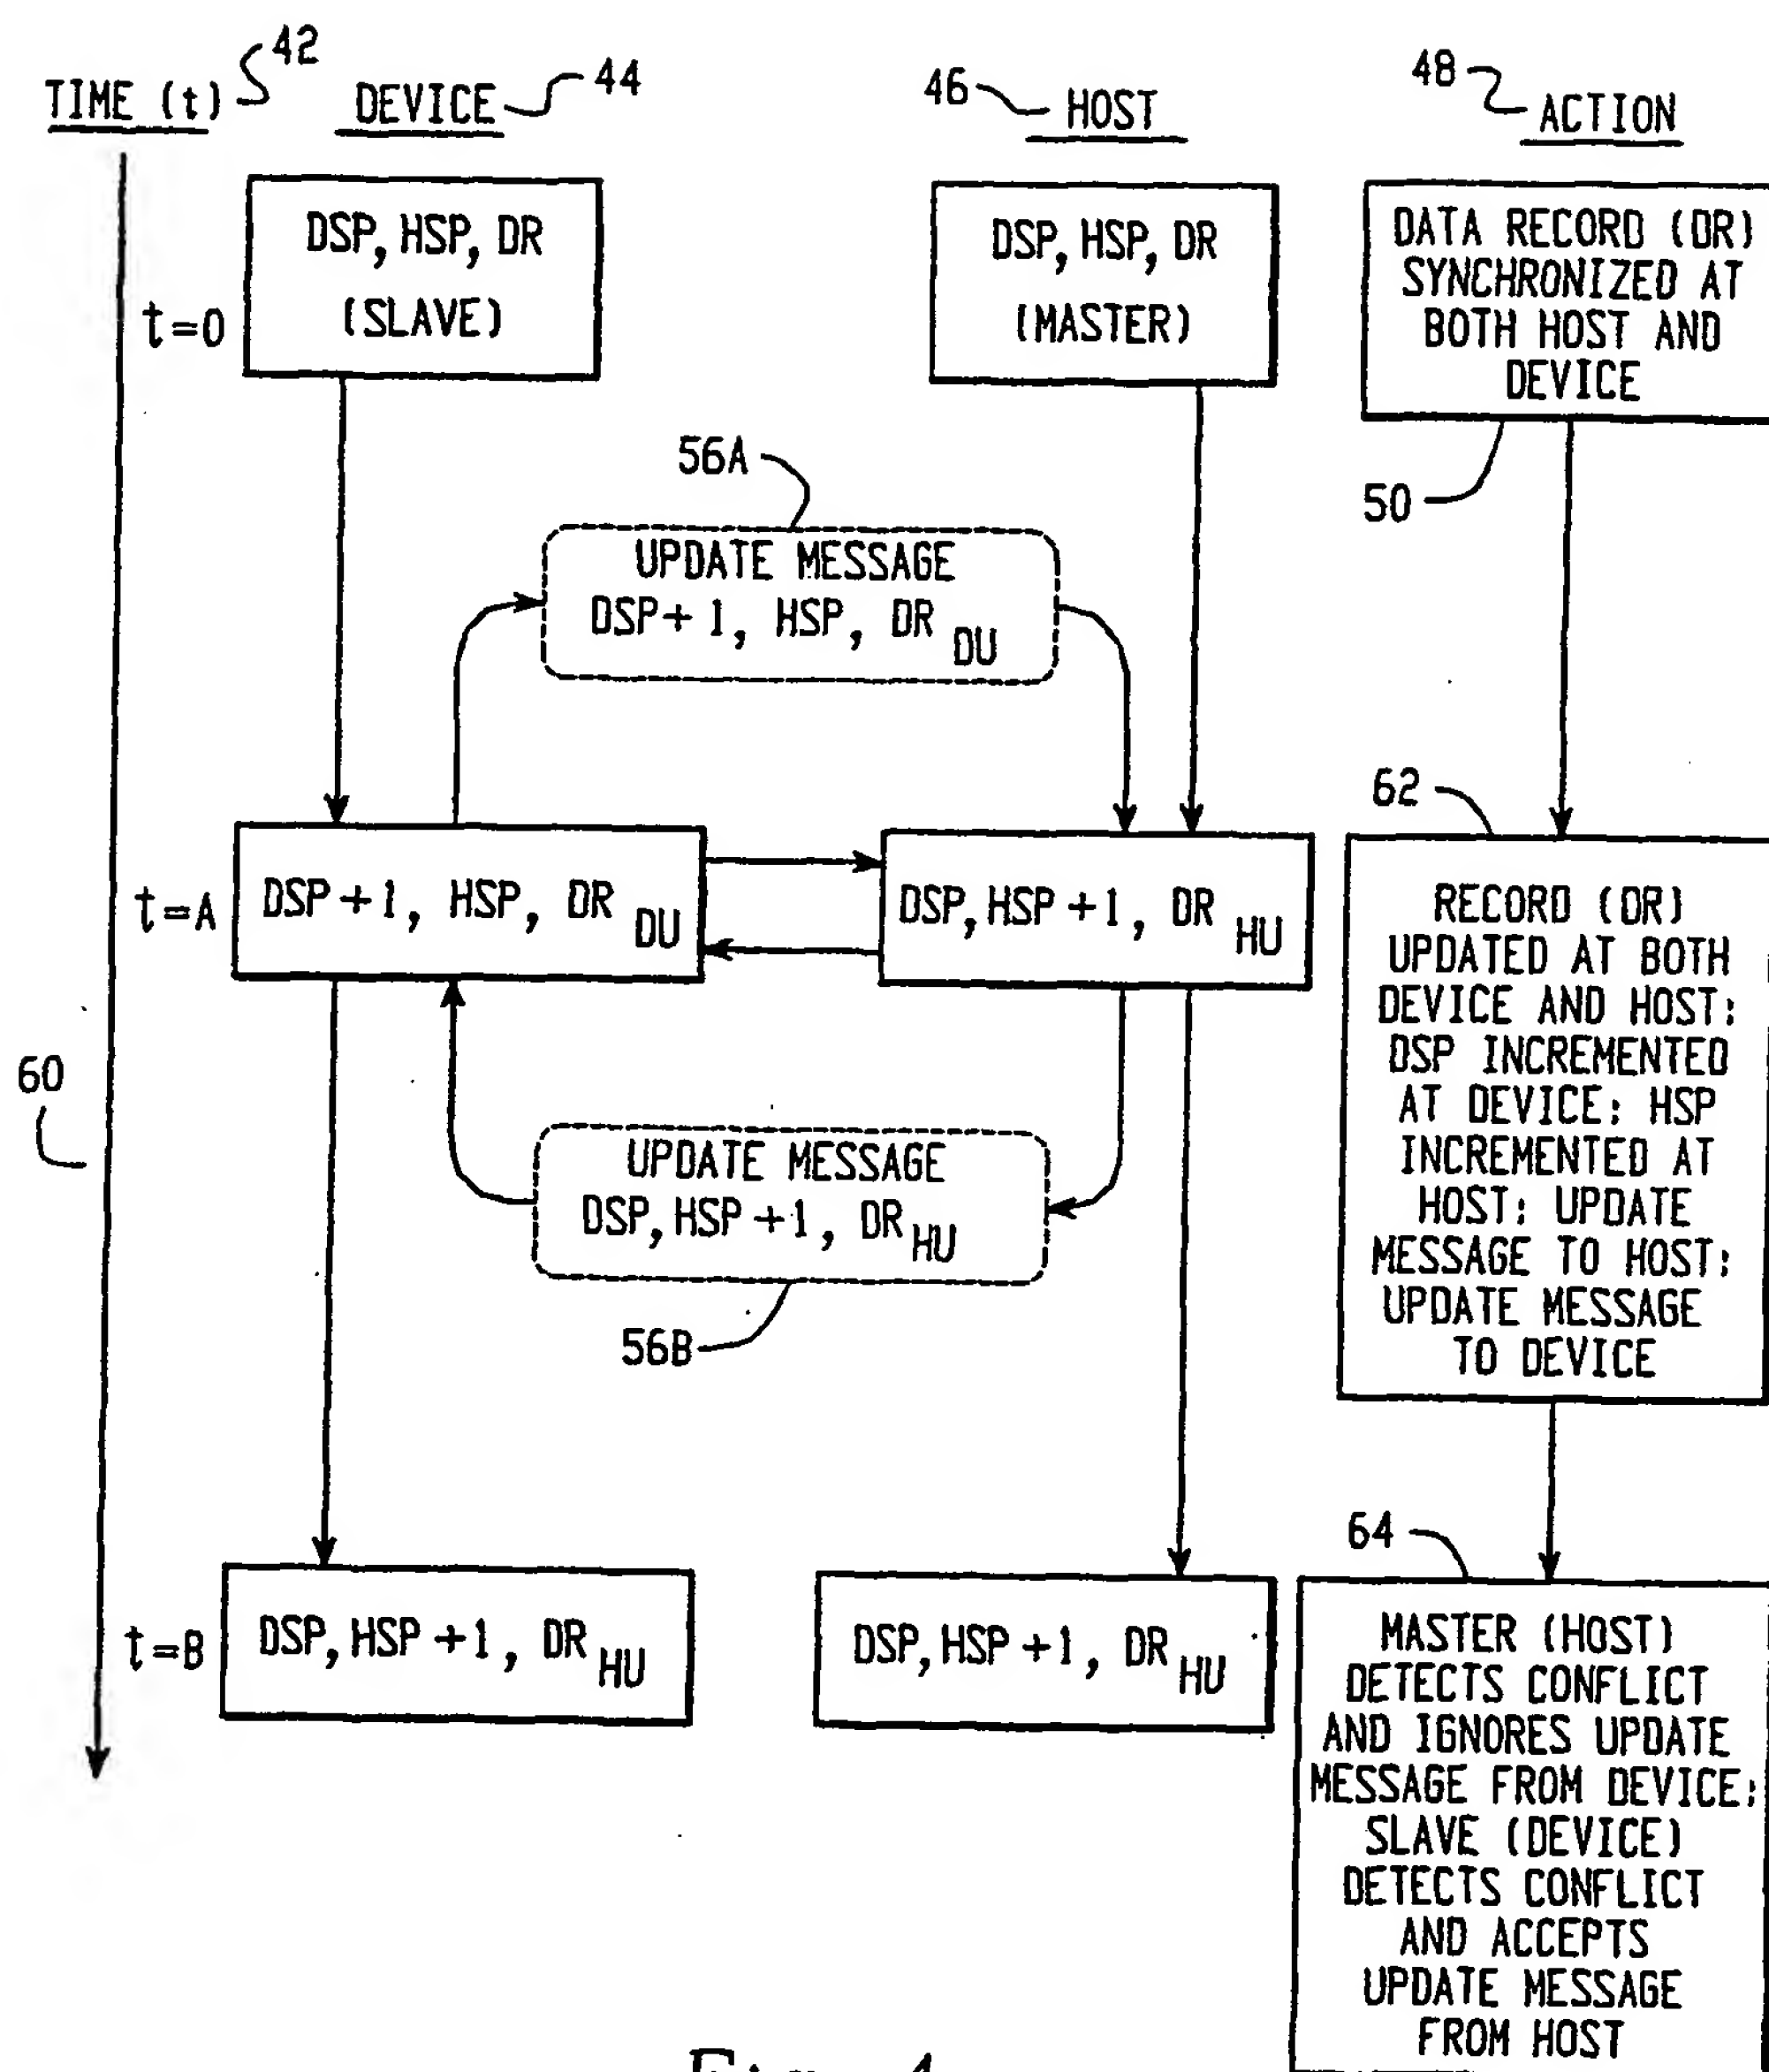 TIME (t) 42
DEVICE 44
46 HOST
48 ACTION
t=0
DSP, HSP, DR
(SLAVE)
DSP, HSP, DR
(MASTER)
DATA RECORD (DR)
SYNCHRONIZED AT
BOTH HOST AND
DEVICE
50
56A
UPDATE MESSAGE
DSP+1, HSP, DR DU
t=A
DSP+1, HSP, DR DU
DSP, HSP+1, DR HU
62
RECORD (DR)
UPDATED AT BOTH
DEVICE AND HOST;
DSP INCREMENTED
AT DEVICE; HSP
INCREMENTED AT
HOST; UPDATE
MESSAGE TO HOST;
UPDATE MESSAGE
TO DEVICE
60
UPDATE MESSAGE
DSP, HSP+1, DR HU
56B
t=B
DSP, HSP+1, DR HU
DSP, HSP+1, DR HU
64
MASTER (HOST)
DETECTS CONFLICT
AND IGNORES UPDATE
MESSAGE FROM DEVICE;
SLAVE (DEVICE)
DETECTS CONFLICT
AND ACCEPTS
UPDATE MESSAGE
FROM HOST